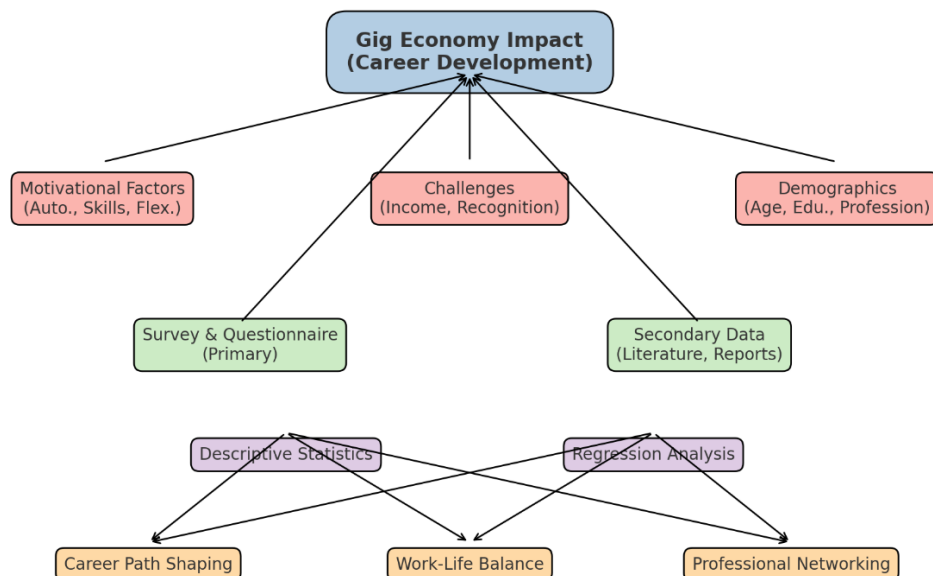 Gig Economy Impact
(Career Development)
Motivational Factors
(Auto., Skills, Flex.)
Challenges
(Income, Recognition)
Demographics
(Age, Edu., Profession)
Survey & Questionnaire
(Primary)
Secondary Data
(Literature, Reports)
Descriptive Statistics
Regression Analysis
Career Path Shaping
Work-Life Balance
Professional Networking